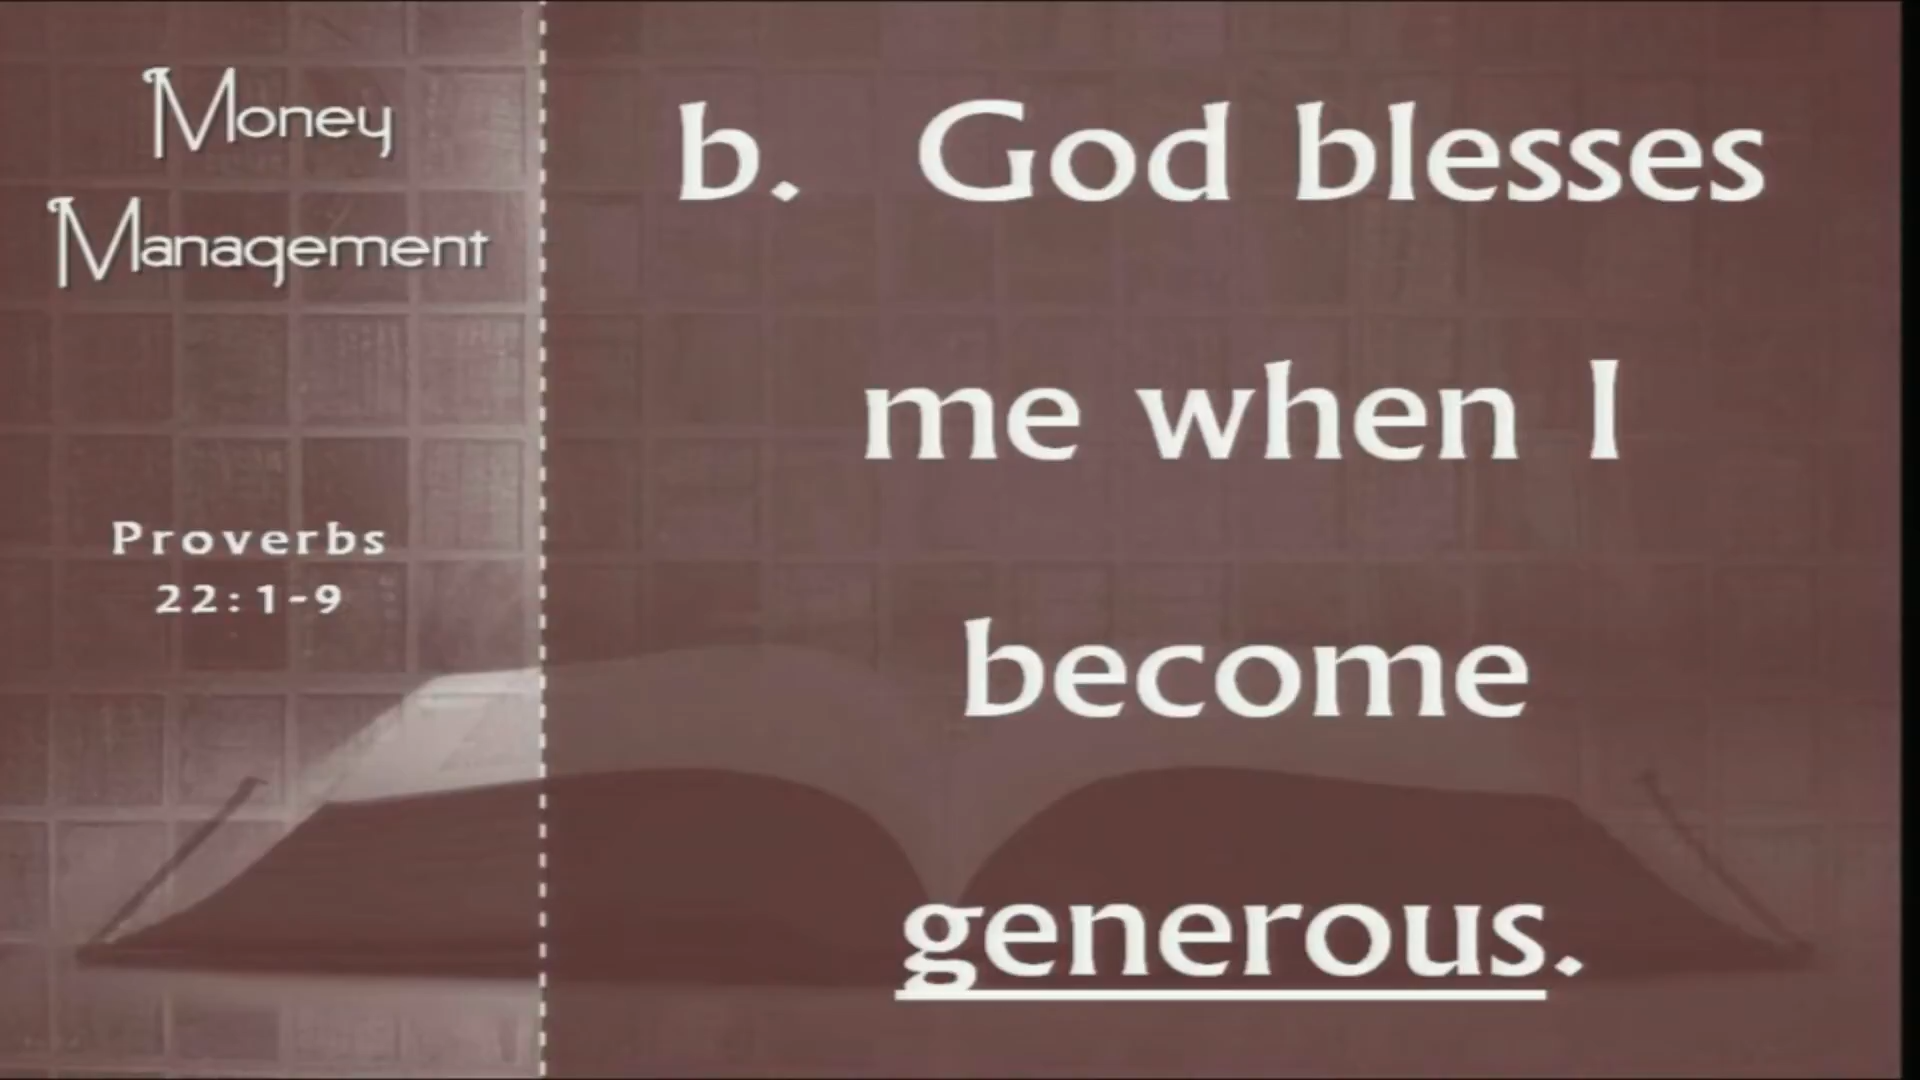 Money
Management
Proverbs
22:1-9
b. God blesses
me when I
become
generous.